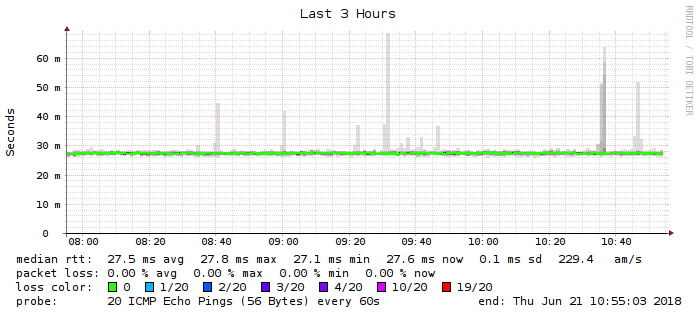 Last 3 Hours
RRDTOOL / TOBI OETIKER
Seconds
60 m
50 m
40 m
30 m
20 m
10 m
0
08:00 08:20 08:40 09:00 09:20 09:40 10:00 10:20 10:40
median rtt: 27.5 ms avg 27.8 ms max 27.1 ms min 27.6 ms now 0.1 ms sd 229.4 am/s
packet loss: 0.00 % avg 0.00 % max 0.00 % min 0.00 % now
loss color: 0 1/20 2/20 3/20 4/20 10/20 19/20
probe: 20 ICMP Echo Pings (56 Bytes) every 60s end: Thu Jun 21 10:55:03 2018